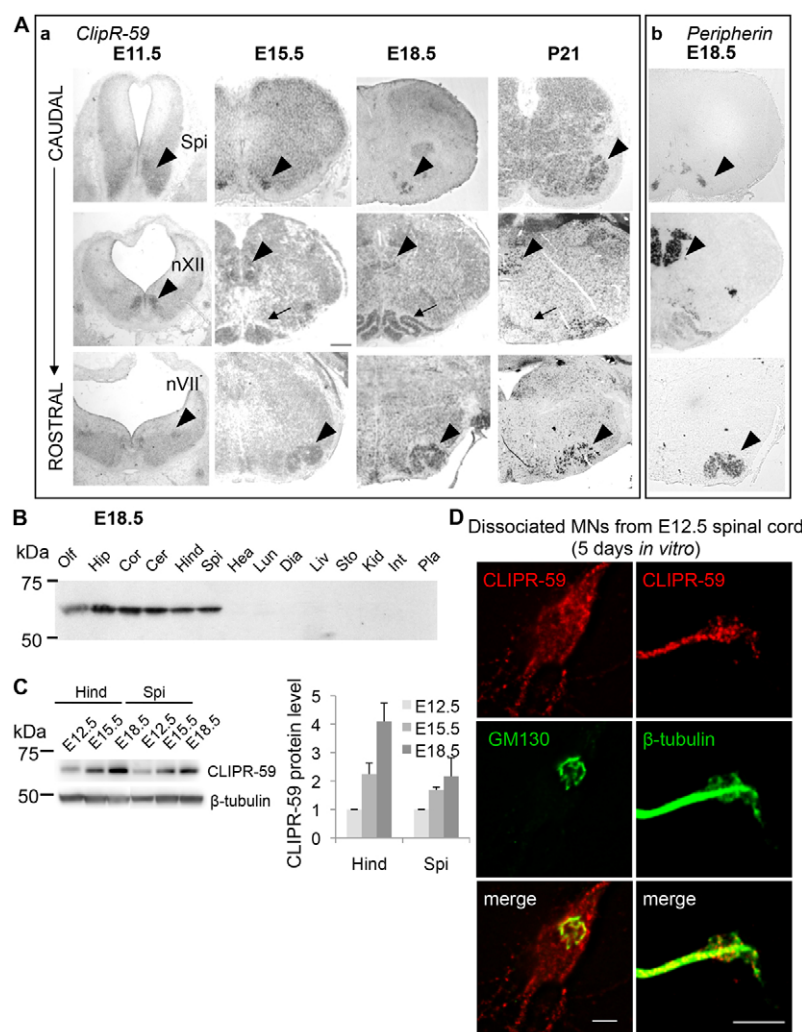 A
a ClipR-59
E11.5 E15.5 E18.5 P21
b Peripherin
E18.5
CAUDAL
ROSTRAL
Spi
nXII
nVII
B E18.5
kDa
Olf Hip Cor Cer Hind Spi Hea Lun Dia Liv Sto Kid Int Pla
75
50
C
Hind Spi
kDa
E12.5 E15.5 E18.5 E12.5 E15.5 E18.5
75
CLIPR-59
50
β-tubulin
CLIPR-59 protein level
5
4
3
2
1
0
E12.5
E15.5
E18.5
Hind Spi
D Dissociated MNs from E12.5 spinal cord
(5 days in vitro)
CLIPR-59 CLIPR-59
GM130 β-tubulin
merge merge